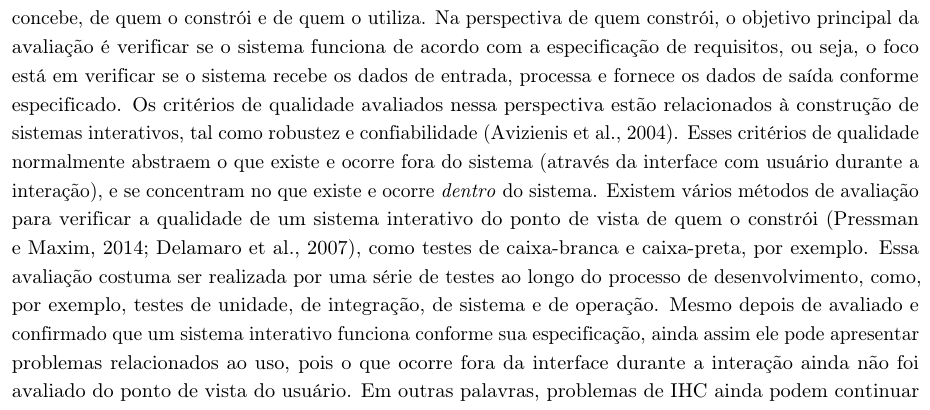 concebe, de quem o constrói e de quem o utiliza. Na perspectiva de quem constrói, o objetivo principal da
avaliação é verificar se o sistema funciona de acordo com a especificação de requisitos, ou seja, o foco
está em verificar se o sistema recebe os dados de entrada, processa e fornece os dados de saída conforme
especificado. Os critérios de qualidade avaliados nessa perspectiva estão relacionados à construção de
sistemas interativos, tal como robustez e confiabilidade (Avizienis et al., 2004). Esses critérios de qualidade
normalmente abstraem o que existe e ocorre fora do sistema (através da interface com usuário durante a
interação), e se concentram no que existe e ocorre dentro do sistema. Existem vários métodos de avaliação
para verificar a qualidade de um sistema interativo do ponto de vista de quem o constrói (Pressman
e Maxim, 2014; Delamaro et al., 2007), como testes de caixa-branca e caixa-preta, por exemplo. Essa
avaliação costuma ser realizada por uma série de testes ao longo do processo de desenvolvimento, como,
por exemplo, testes de unidade, de integração, de sistema e de operação. Mesmo depois de avaliado e
confirmado que um sistema interativo funciona conforme sua especificação, ainda assim ele pode apresentar
problemas relacionados ao uso, pois o que ocorre fora da interface durante a interação ainda não foi
avaliado do ponto de vista do usuário. Em outras palavras, problemas de IHC ainda podem continuar